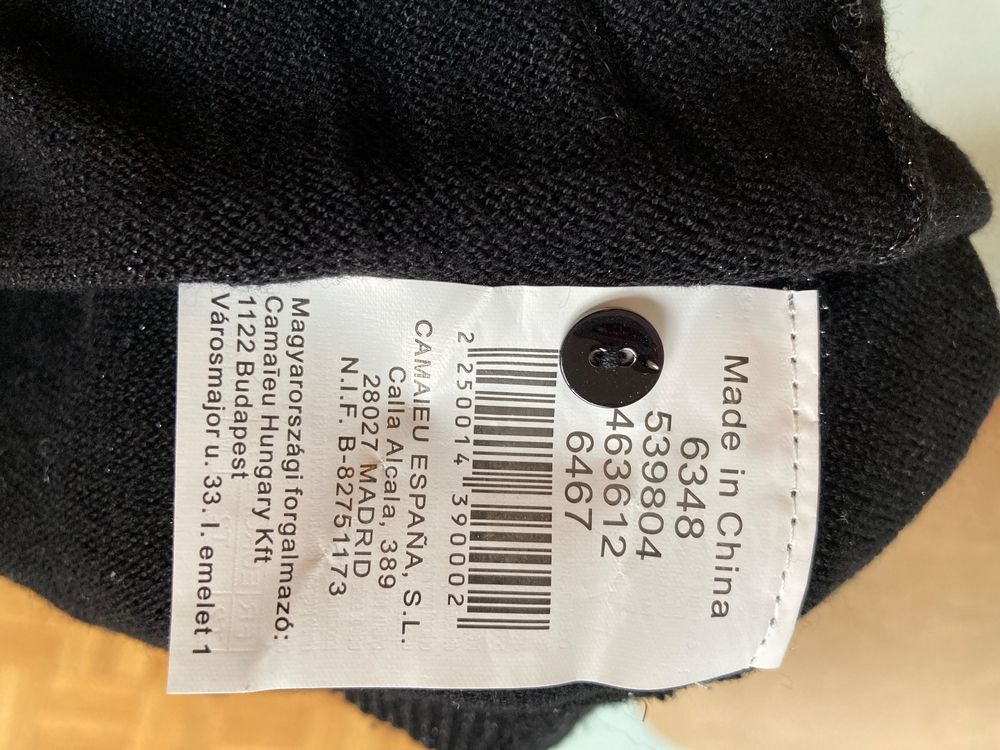 Made in China
6348
539804
463612
6467
2 250014 390002
CAMAIEU ESPAÑA, S.L.
Calla Alcala, 389
28027 MADRID
N.I.F. B-82751173
Magyarországi forgalmazó:
Camaïeu Hungary Kft
1122 Budapest
Városmajor u. 33. I. emelet 1